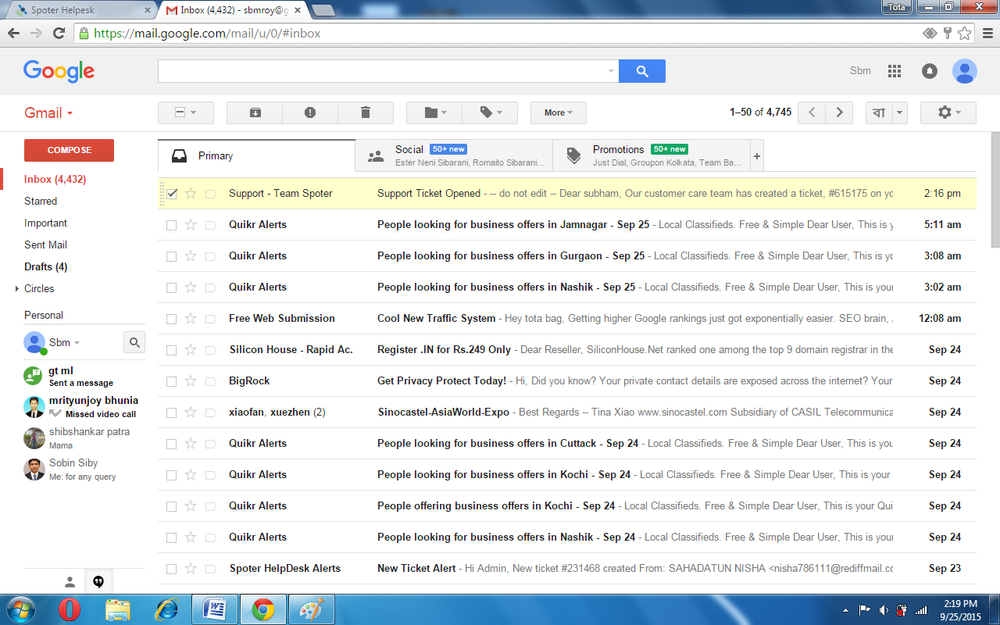 Spoter Helpesk
Inbox (4,432) - sbmroy@g
Tota
https://mail.google.com/mail/u/0/#inbox
Google
Sbm
Gmail
More
1–50 of 4,745
বা
COMPOSE
Primary
Social 50+ new
Ester Neni Sibarani, Romaito Sibarani...
Promotions 50+ new
Just Dial, Groupon Kolkata, Team Ba...
+
Inbox (4,432)
Starred
Important
Sent Mail
Drafts (4)
Circles
Personal
Sbm
gt ml
Sent a message
mrityunjoy bhunia
Missed video call
shibshankar patra
Mama
Sobin Siby
Me: for any query
Support - Team Spoter Support Ticket Opened - -- do not edit -- Dear subham, Our customer care team has created a ticket, #615175 on yo 2:16 pm
Quikr Alerts People looking for business offers in Jamnagar - Sep 25 - Local Classifieds. Free & Simple Dear User, This is y 5:11 am
Quikr Alerts People looking for business offers in Gurgaon - Sep 25 - Local Classifieds. Free & Simple Dear User, This is yo 3:08 am
Quikr Alerts People looking for business offers in Nashik - Sep 25 - Local Classifieds. Free & Simple Dear User, This is your 3:02 am
Free Web Submission Cool New Traffic System - Hey tota bag, Getting higher Google rankings just got exponentially easier. SEO brain, 12:08 am
Silicon House - Rapid Ac. Register .IN for Rs.249 Only - Dear Reseller, SiliconHouse.Net ranked one among the top 9 domain registrar in the Sep 24
BigRock Get Privacy Protect Today! - Hi, Did you know? Your private contact details are exposed across the internet? Your Sep 24
xiaofan, xuezhen (2) Sinocastel-AsiaWorld-Expo - Best Regards -- Tina Xiao www.sinocastel.com Subsidiary of CASIL Telecommunica Sep 24
Quikr Alerts People looking for business offers in Cuttack - Sep 24 - Local Classifieds. Free & Simple Dear User, This is you Sep 24
Quikr Alerts People looking for business offers in Kochi - Sep 24 - Local Classifieds. Free & Simple Dear User, This is your Sep 24
Quikr Alerts People offering business offers in Kochi - Sep 24 - Local Classifieds. Free & Simple Dear User, This is your Qui Sep 24
Quikr Alerts People looking for business offers in Nashik - Sep 24 - Local Classifieds. Free & Simple Dear User, This is your Sep 24
Spoter HelpDesk Alerts New Ticket Alert - Hi Admin, New ticket #231468 created From: SAHADATUN NISHA <nisha786111@rediffmail.co Sep 23
2:19 PM
9/25/2015